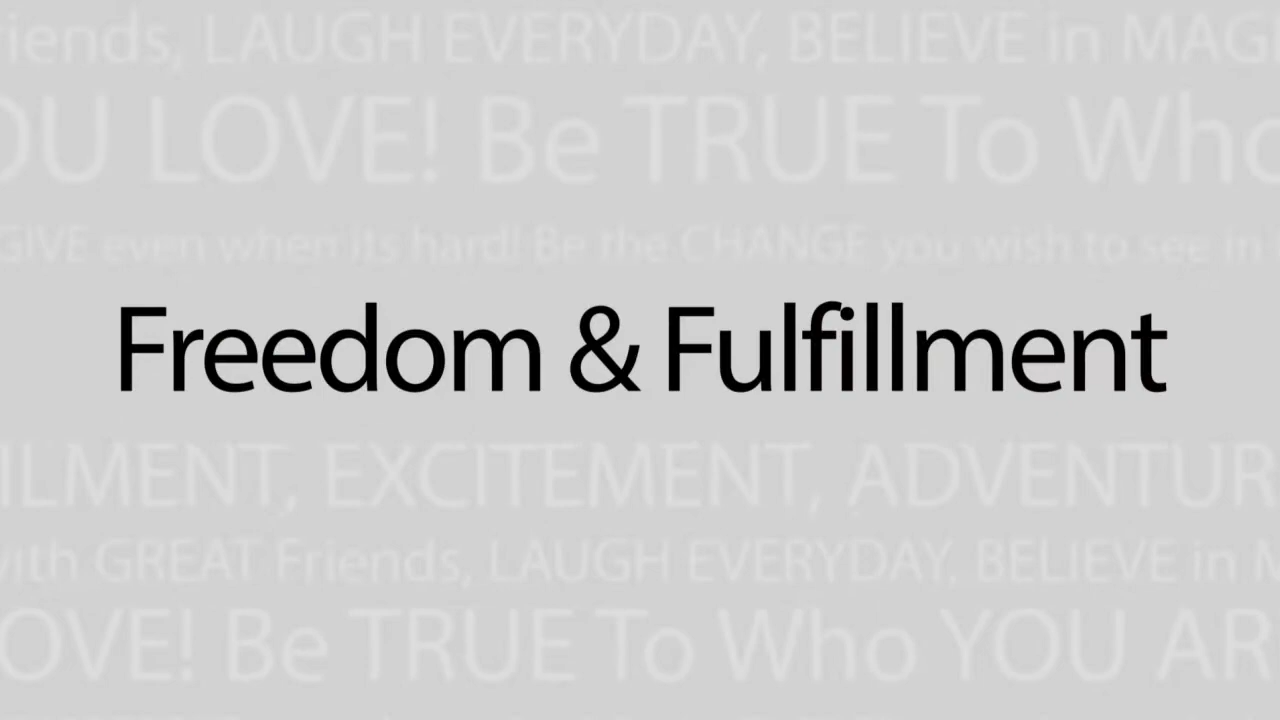 iends, LAUGH EVERYDAY, BELIEVE in MAG
OU LOVE! Be TRUE To Who
GIVE even when its hard! Be the CHANGE you wish to see in
Freedom & Fulfillment
ILMENT, EXCITEMENT, ADVENTUR
with GREAT Friends, LAUGH EVERYDAY, BELIEVE in M
OVE! Be TRUE To Who YOU AR